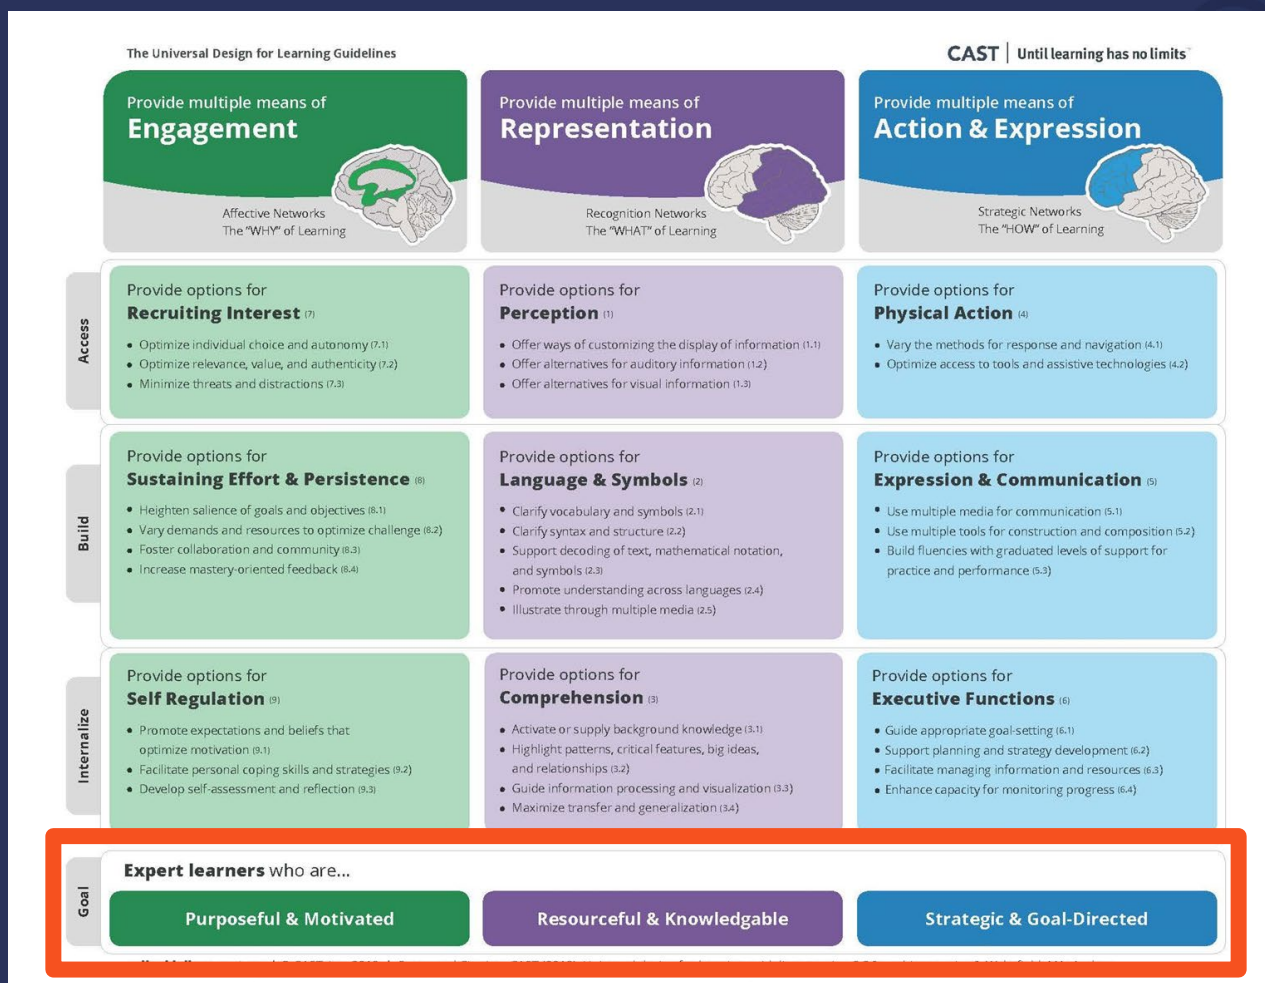 The Universal Design for Learning Guidelines
CAST | Until learning has no limits
Provide multiple means of
Engagement
Affective Networks
The "WHY" of Learning
Provide multiple means of
Representation
Recognition Networks
The "WHAT" of Learning
Provide multiple means of
Action & Expression
Strategic Networks
The "HOW" of Learning
Access
Provide options for
Recruiting Interest (7)
• Optimize individual choice and autonomy (7.1)
• Optimize relevance, value, and authenticity (7.2)
• Minimize threats and distractions (7.3)
Provide options for
Perception (1)
• Offer ways of customizing the display of information (1.1)
• Offer alternatives for auditory information (1.2)
• Offer alternatives for visual information (1.3)
Provide options for
Physical Action (4)
• Vary the methods for response and navigation (4.1)
• Optimize access to tools and assistive technologies (4.2)
Build
Provide options for
Sustaining Effort & Persistence (8)
• Heighten salience of goals and objectives (8.1)
• Vary demands and resources to optimize challenge (8.2)
• Foster collaboration and community (8.3)
• Increase mastery-oriented feedback (8.4)
Provide options for
Language & Symbols (2)
• Clarify vocabulary and symbols (2.1)
• Clarify syntax and structure (2.2)
• Support decoding of text, mathematical notation,
and symbols (2.3)
• Promote understanding across languages (2.4)
• Illustrate through multiple media (2.5)
Provide options for
Expression & Communication (5)
• Use multiple media for communication (5.1)
• Use multiple tools for construction and composition (5.2)
• Build fluencies with graduated levels of support for
practice and performance (5.3)
Internalize
Provide options for
Self Regulation (9)
• Promote expectations and beliefs that
optimize motivation (9.1)
• Facilitate personal coping skills and strategies (9.2)
• Develop self-assessment and reflection (9.3)
Provide options for
Comprehension (3)
• Activate or supply background knowledge (3.1)
• Highlight patterns, critical features, big ideas,
and relationships (3.2)
• Guide information processing and visualization (3.3)
• Maximize transfer and generalization (3.4)
Provide options for
Executive Functions (6)
• Guide appropriate goal-setting (6.1)
• Support planning and strategy development (6.2)
• Facilitate managing information and resources (6.3)
• Enhance capacity for monitoring progress (6.4)
Goal
Expert learners who are...
Purposeful & Motivated
Resourceful & Knowledgable
Strategic & Goal-Directed